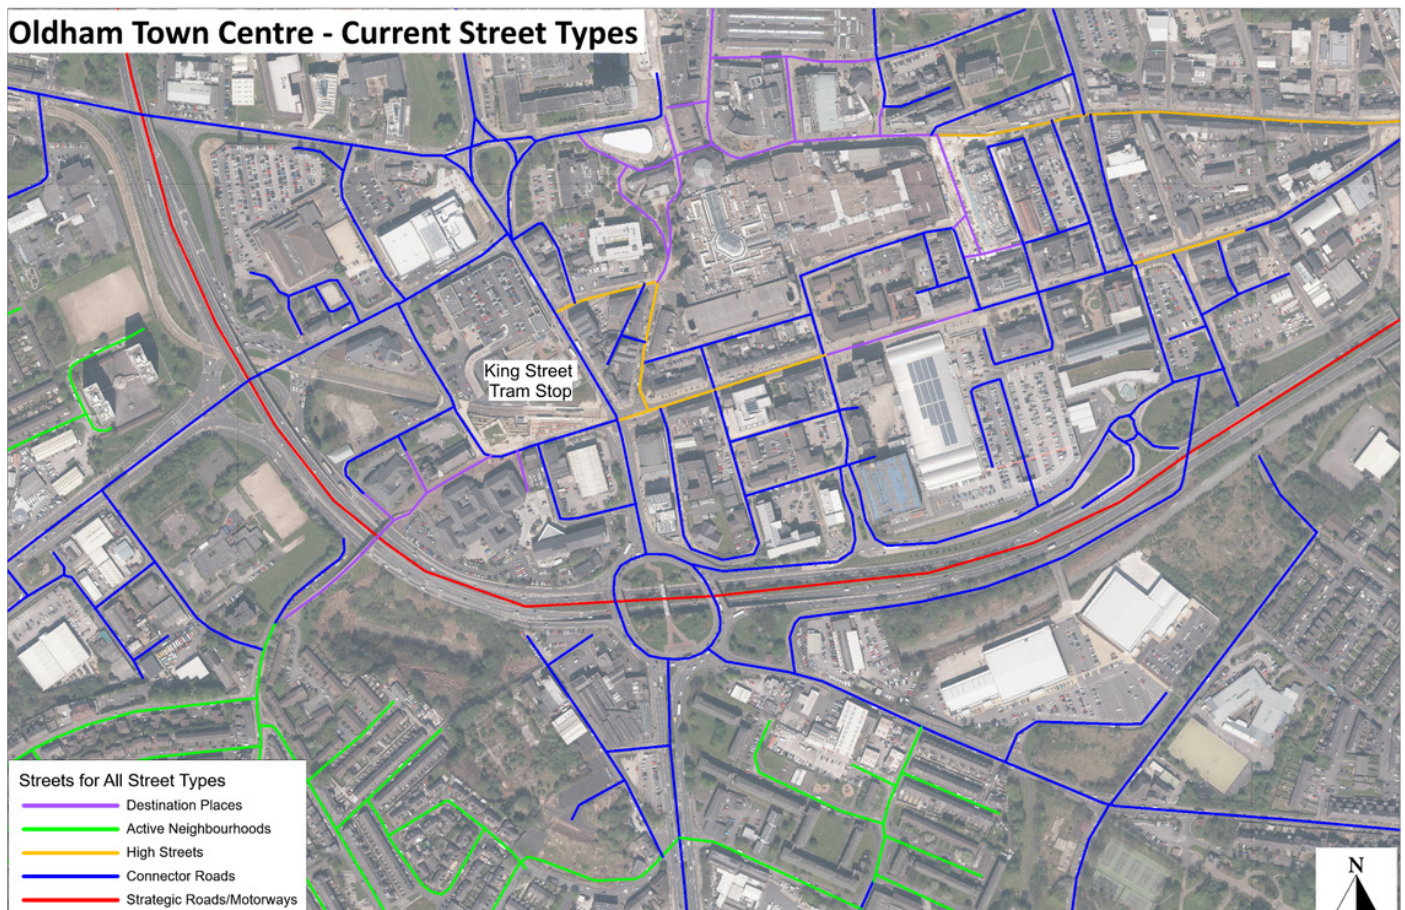 Oldham Town Centre - Current Street Types
King Street
Tram Stop
Streets for All Street Types
Destination Places
Active Neighbourhoods
High Streets
Connector Roads
Strategic Roads/Motorways
N